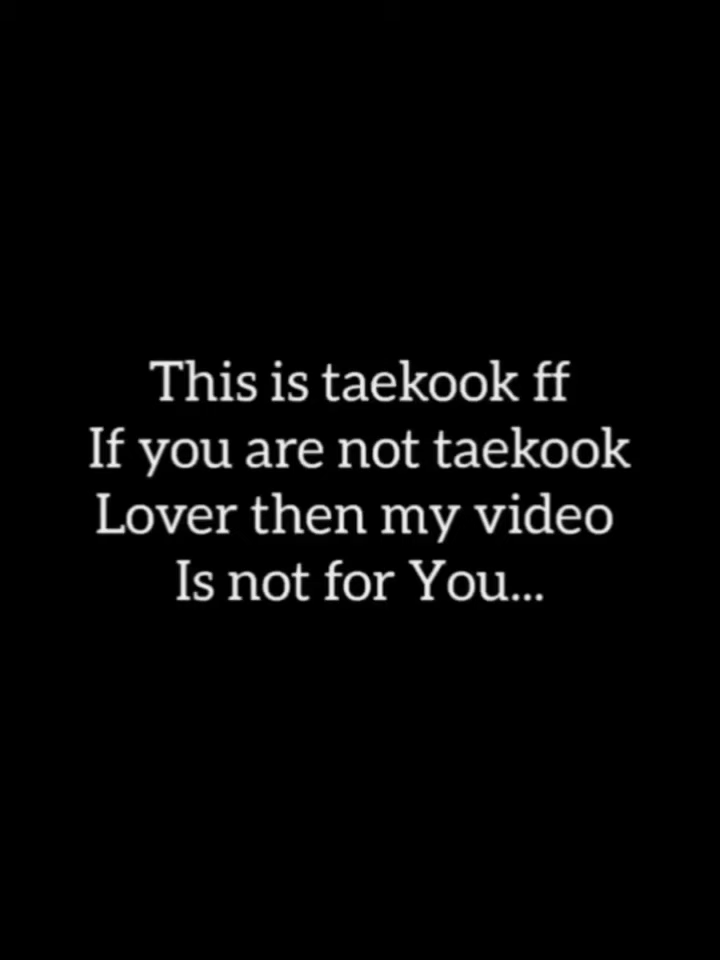 This is taekook ff
If you are not taekook
Lover then my video
Is not for You...